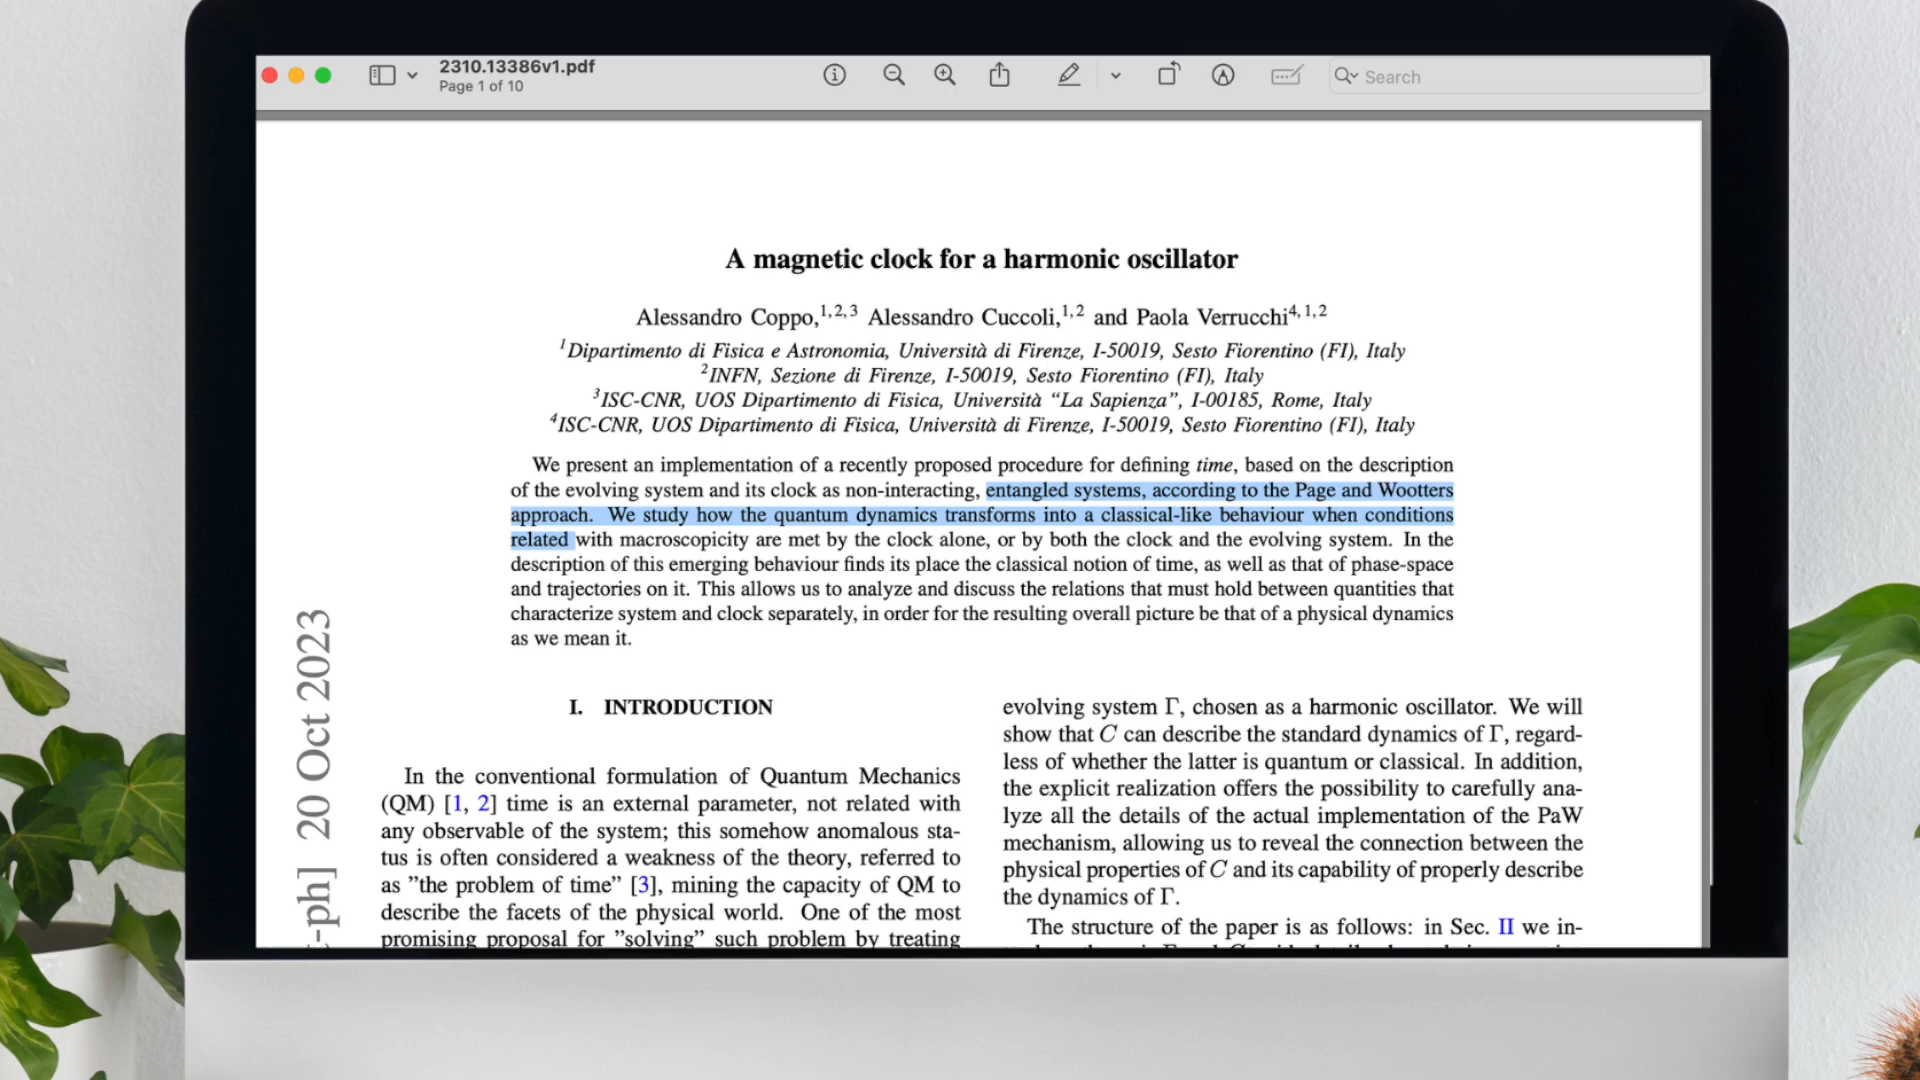 2310.13386v1.pdf
Page 1 of 10
Search
A magnetic clock for a harmonic oscillator
Alessandro Coppo,1,2,3 Alessandro Cuccoli,1,2 and Paola Verrucchi4,1,2
1Dipartimento di Fisica e Astronomia, Università di Firenze, I-50019, Sesto Fiorentino (FI), Italy
2INFN, Sezione di Firenze, I-50019, Sesto Fiorentino (FI), Italy
3ISC-CNR, UOS Dipartimento di Fisica, Università “La Sapienza”, I-00185, Rome, Italy
4ISC-CNR, UOS Dipartimento di Fisica, Università di Firenze, I-50019, Sesto Fiorentino (FI), Italy
We present an implementation of a recently proposed procedure for defining time, based on the description
of the evolving system and its clock as non-interacting, entangled systems, according to the Page and Wootters
approach. We study how the quantum dynamics transforms into a classical-like behaviour when conditions
related with macroscopicity are met by the clock alone, or by both the clock and the evolving system. In the
description of this emerging behaviour finds its place the classical notion of time, as well as that of phase-space
and trajectories on it. This allows us to analyze and discuss the relations that must hold between quantities that
characterize system and clock separately, in order for the resulting overall picture be that of a physical dynamics
as we mean it.
-ph] 20 Oct 2023
I. INTRODUCTION
In the conventional formulation of Quantum Mechanics
(QM) [1, 2] time is an external parameter, not related with
any observable of the system; this somehow anomalous sta-
tus is often considered a weakness of the theory, referred to
as ”the problem of time” [3], mining the capacity of QM to
describe the facets of the physical world. One of the most
promising proposal for ”solving” such problem by treating
evolving system Γ, chosen as a harmonic oscillator. We will
show that C can describe the standard dynamics of Γ, regard-
less of whether the latter is quantum or classical. In addition,
the explicit realization offers the possibility to carefully ana-
lyze all the details of the actual implementation of the PaW
mechanism, allowing us to reveal the connection between the
physical properties of C and its capability of properly describe
the dynamics of Γ.
The structure of the paper is as follows: in Sec. II we in-